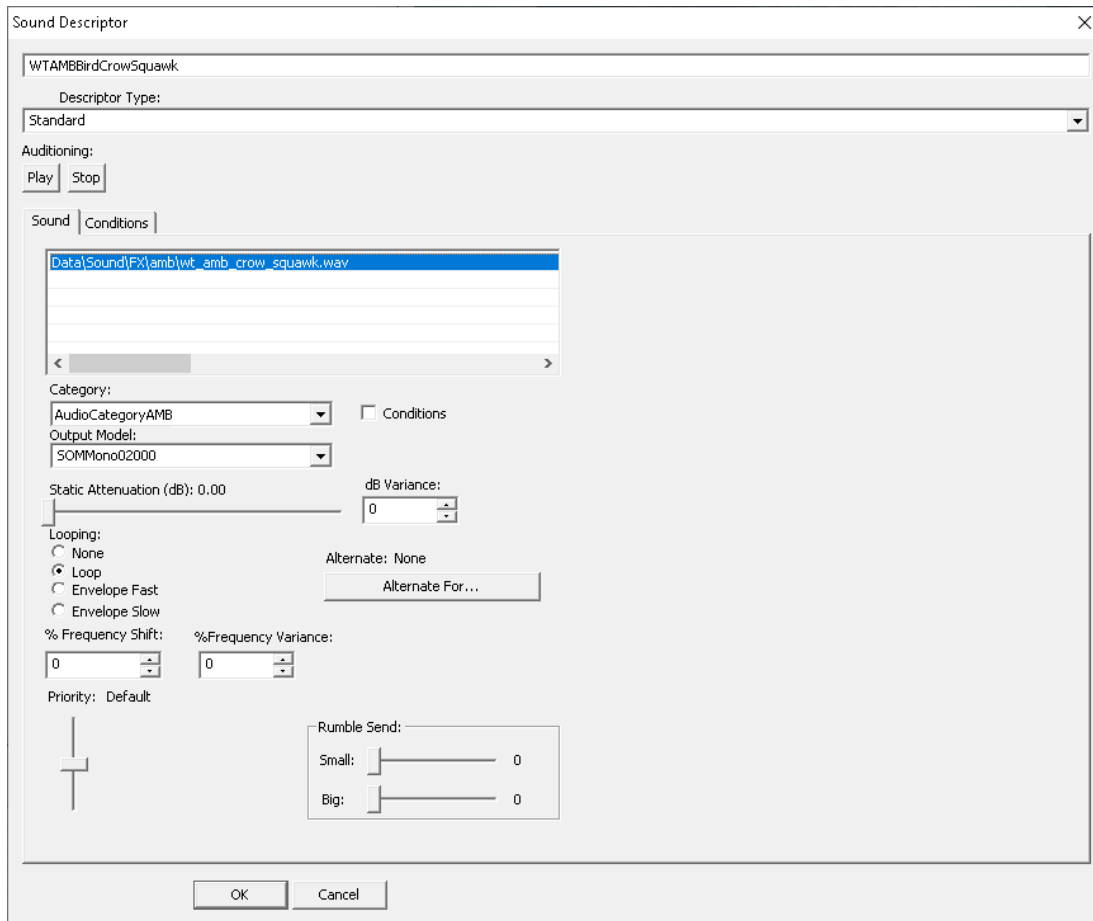 Sound Descriptor
WTAMBBirdCrowSquawk
Descriptor Type:
Standard
Auditioning:
Play Stop
Sound Conditions
Data\Sound\FX\amb\wt_amb_crow_squawk.wav
Category:
AudioCategoryAMB Conditions
Output Model:
SOMMono02000
Static Attenuation (dB): 0.00 dB Variance:
0
Looping:
None
Loop
Envelope Fast
Envelope Slow
Alternate: None
Alternate For...
% Frequency Shift: %Frequency Variance:
0 0
Priority: Default
Rumble Send:
Small: 0
Big: 0
OK Cancel